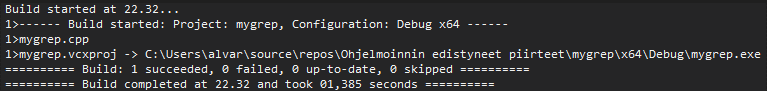 Build started at 22.32...
1>------ Build started: Project: mygrep, Configuration: Debug x64 ------
1>mygrep.cpp
1>mygrep.vcxproj -> C:\Users\alvar\source\repos\Ohjelmoinnin edistyneet piirteet\mygrep\x64\Debug\mygrep.exe
========== Build: 1 succeeded, 0 failed, 0 up-to-date, 0 skipped ==========
========== Build completed at 22.32 and took 01,385 seconds ==========